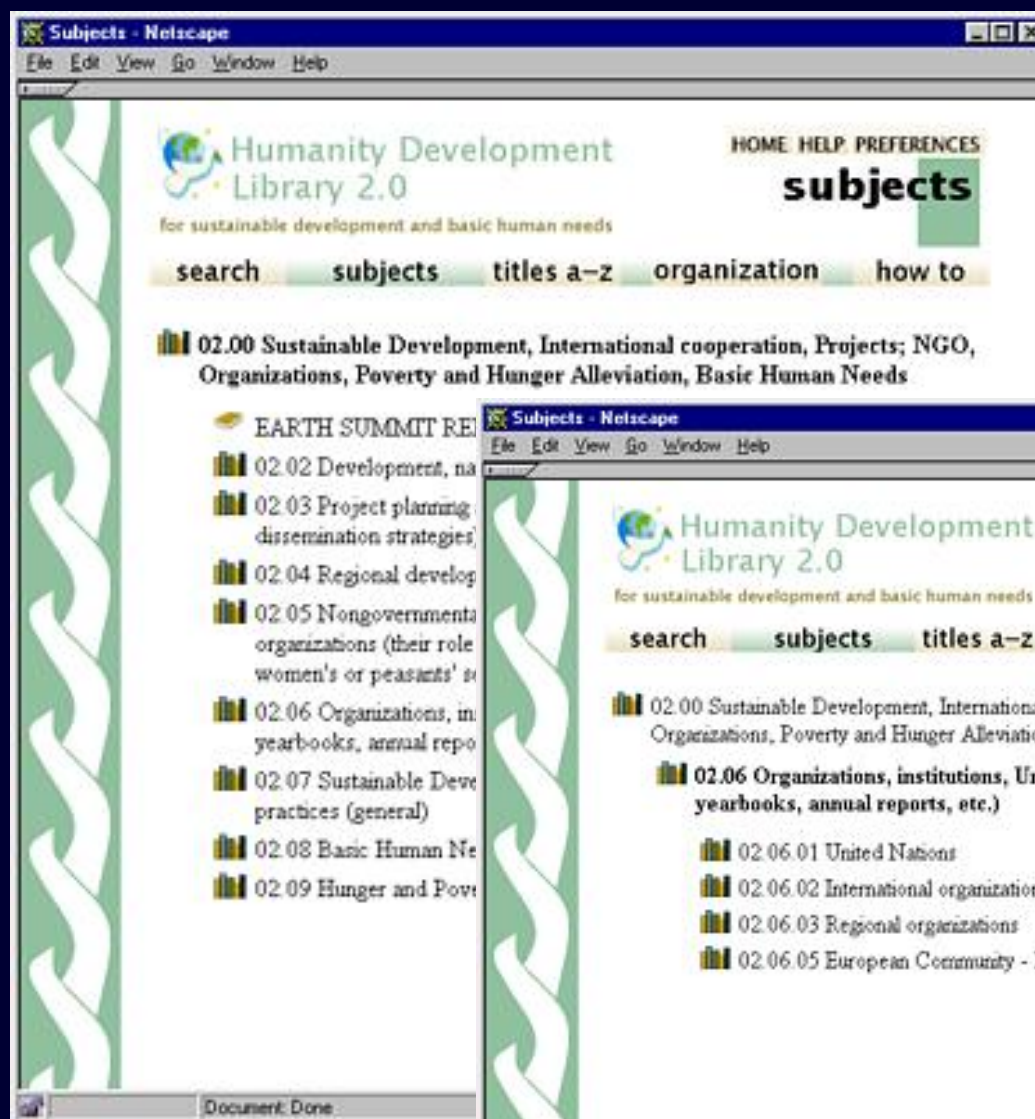 Subjects - Netscape
File Edit View Go Window Help
Humanity Development
Library 2.0
for sustainable development and basic human needs
HOME HELP PREFERENCES
subjects
search subjects titles a–z organization how to
02.00 Sustainable Development, International cooperation, Projects; NGO,
Organizations, Poverty and Hunger Alleviation, Basic Human Needs
EARTH SUMMIT
02.02 Development,
02.03 Project planning
dissemination strategies
02.04 Regional
02.05
organizations (their role
women's or peasants'
02.06 Organizations,
yearbooks, annual
02.07 Sustainable
practices (general)
02.08 Basic Human
02.09 Hunger and
Document: Done
Subjects - Netscape
File Edit View Go Window Help
Humanity Development
Library 2.0
for sustainable development and basic human needs
search subjects titles a–z
02.00 Sustainable Development,
Organizations, Poverty and Hunger
02.06 Organizations, institutions,
yearbooks, annual reports, etc.)
02.06.01 United Nations
02.06.02 International
02.06.03 Regional organizations
02.06.05 European Community -